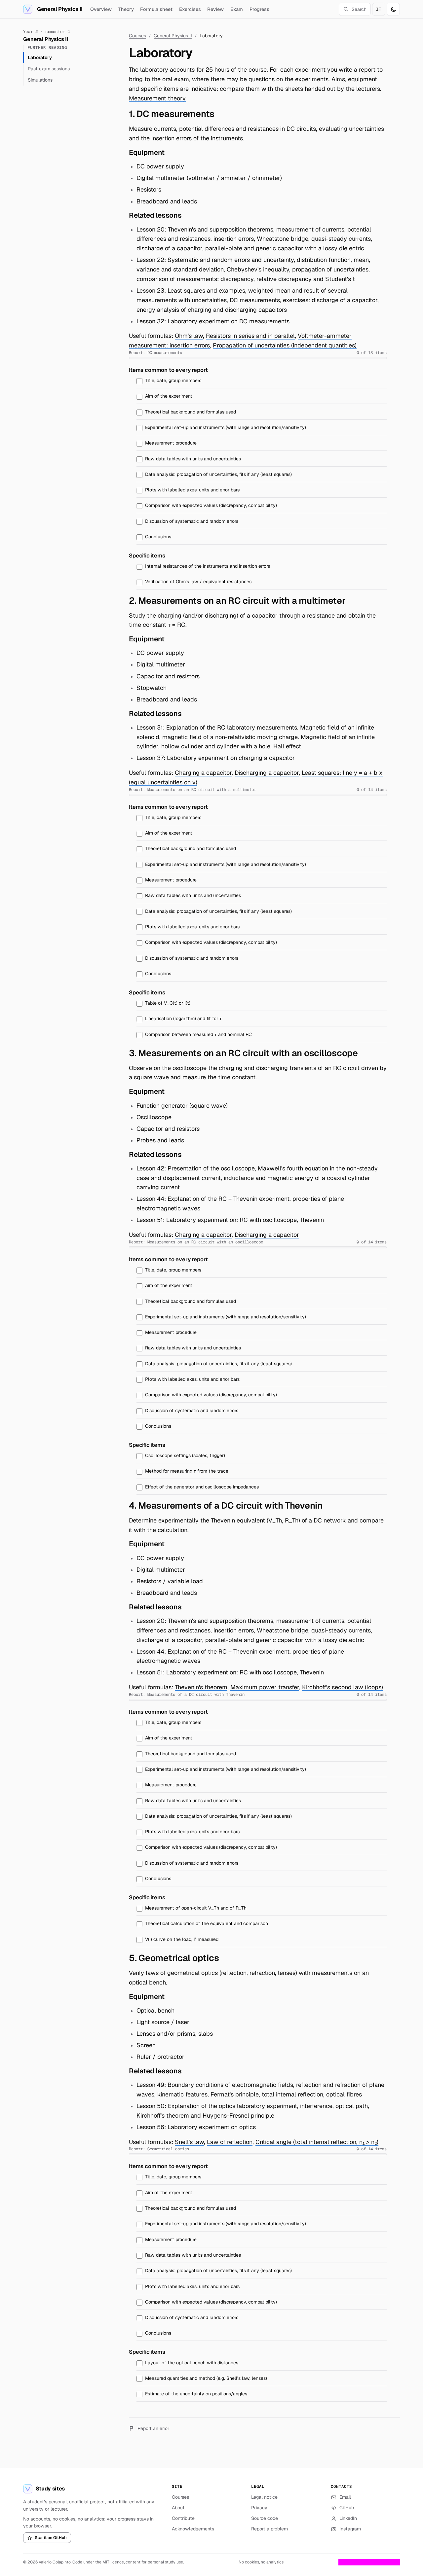 General Physics II Overview Theory Formula sheet Exercises Review Exam Progress Search IT
Year 2 · semester 1
General Physics II
FURTHER READING
Laboratory
Past exam sessions
Simulations
Courses / General Physics II / Laboratory
Laboratory
The laboratory accounts for 25 hours of the course. For each experiment you write a report to
bring to the oral exam, where there may be questions on the experiments. Aims, equipment
and specific items are indicative: compare them with the sheets handed out by the lecturers.
Measurement theory
1. DC measurements
Measure currents, potential differences and resistances in DC circuits, evaluating uncertainties
and the insertion errors of the instruments.
Equipment
• DC power supply
• Digital multimeter (voltmeter / ammeter / ohmmeter)
• Resistors
• Breadboard and leads
Related lessons
• Lesson 20: Thevenin's and superposition theorems, measurement of currents, potential
differences and resistances, insertion errors, Wheatstone bridge, quasi-steady currents,
discharge of a capacitor, parallel-plate and generic capacitor with a lossy dielectric
• Lesson 22: Systematic and random errors and uncertainty, distribution function, mean,
variance and standard deviation, Chebyshev's inequality, propagation of uncertainties,
comparison of measurements: discrepancy, relative discrepancy and Student's t
• Lesson 23: Least squares and examples, weighted mean and result of several
measurements with uncertainties, DC measurements, exercises: discharge of a capacitor,
energy analysis of charging and discharging capacitors
• Lesson 32: Laboratory experiment on DC measurements
Useful formulas: Ohm's law, Resistors in series and in parallel, Voltmeter-ammeter
measurement: insertion errors, Propagation of uncertainties (independent quantities)
Report: DC measurements 0 of 13 items
Items common to every report
Title, date, group members
Aim of the experiment
Theoretical background and formulas used
Experimental set-up and instruments (with range and resolution/sensitivity)
Measurement procedure
Raw data tables with units and uncertainties
Data analysis: propagation of uncertainties, fits if any (least squares)
Plots with labelled axes, units and error bars
Comparison with expected values (discrepancy, compatibility)
Discussion of systematic and random errors
Conclusions
Specific items
Internal resistances of the instruments and insertion errors
Verification of Ohm's law / equivalent resistances
2. Measurements on an RC circuit with a multimeter
Study the charging (and/or discharging) of a capacitor through a resistance and obtain the
time constant τ = RC.
Equipment
• DC power supply
• Digital multimeter
• Capacitor and resistors
• Stopwatch
• Breadboard and leads
Related lessons
• Lesson 31: Explanation of the RC laboratory measurements. Magnetic field of an infinite
solenoid, magnetic field of a non-relativistic moving charge. Magnetic field of an infinite
cylinder, hollow cylinder and cylinder with a hole, Hall effect
• Lesson 37: Laboratory experiment on charging a capacitor
Useful formulas: Charging a capacitor, Discharging a capacitor, Least squares: line y = a + b x
(equal uncertainties on y)
Report: Measurements on an RC circuit with a multimeter 0 of 14 items
Items common to every report
Title, date, group members
Aim of the experiment
Theoretical background and formulas used
Experimental set-up and instruments (with range and resolution/sensitivity)
Measurement procedure
Raw data tables with units and uncertainties
Data analysis: propagation of uncertainties, fits if any (least squares)
Plots with labelled axes, units and error bars
Comparison with expected values (discrepancy, compatibility)
Discussion of systematic and random errors
Conclusions
Specific items
Table of V_C(t) or I(t)
Linearisation (logarithm) and fit for τ
Comparison between measured τ and nominal RC
3. Measurements on an RC circuit with an oscilloscope
Observe on the oscilloscope the charging and discharging transients of an RC circuit driven by
a square wave and measure the time constant.
Equipment
• Function generator (square wave)
• Oscilloscope
• Capacitor and resistors
• Probes and leads
Related lessons
• Lesson 42: Presentation of the oscilloscope, Maxwell's fourth equation in the non-steady
case and displacement current, inductance and magnetic energy of a coaxial cylinder
carrying current
• Lesson 44: Explanation of the RC + Thevenin experiment, properties of plane
electromagnetic waves
• Lesson 51: Laboratory experiment on: RC with oscilloscope, Thevenin
Useful formulas: Charging a capacitor, Discharging a capacitor
Report: Measurements on an RC circuit with an oscilloscope 0 of 14 items
Items common to every report
Title, date, group members
Aim of the experiment
Theoretical background and formulas used
Experimental set-up and instruments (with range and resolution/sensitivity)
Measurement procedure
Raw data tables with units and uncertainties
Data analysis: propagation of uncertainties, fits if any (least squares)
Plots with labelled axes, units and error bars
Comparison with expected values (discrepancy, compatibility)
Discussion of systematic and random errors
Conclusions
Specific items
Oscilloscope settings (scales, trigger)
Method for measuring τ from the trace
Effect of the generator and oscilloscope impedances
4. Measurements of a DC circuit with Thevenin
Determine experimentally the Thevenin equivalent (V_Th, R_Th) of a DC network and compare
it with the calculation.
Equipment
• DC power supply
• Digital multimeter
• Resistors / variable load
• Breadboard and leads
Related lessons
• Lesson 20: Thevenin's and superposition theorems, measurement of currents, potential
differences and resistances, insertion errors, Wheatstone bridge, quasi-steady currents,
discharge of a capacitor, parallel-plate and generic capacitor with a lossy dielectric
• Lesson 44: Explanation of the RC + Thevenin experiment, properties of plane
electromagnetic waves
• Lesson 51: Laboratory experiment on: RC with oscilloscope, Thevenin
Useful formulas: Thevenin's theorem, Maximum power transfer, Kirchhoff's second law (loops)
Report: Measurements of a DC circuit with Thevenin 0 of 14 items
Items common to every report
Title, date, group members
Aim of the experiment
Theoretical background and formulas used
Experimental set-up and instruments (with range and resolution/sensitivity)
Measurement procedure
Raw data tables with units and uncertainties
Data analysis: propagation of uncertainties, fits if any (least squares)
Plots with labelled axes, units and error bars
Comparison with expected values (discrepancy, compatibility)
Discussion of systematic and random errors
Conclusions
Specific items
Measurement of open-circuit V_Th and of R_Th
Theoretical calculation of the equivalent and comparison
V(I) curve on the load, if measured
5. Geometrical optics
Verify laws of geometrical optics (reflection, refraction, lenses) with measurements on an
optical bench.
Equipment
• Optical bench
• Light source / laser
• Lenses and/or prisms, slabs
• Screen
• Ruler / protractor
Related lessons
• Lesson 49: Boundary conditions of electromagnetic fields, reflection and refraction of plane
waves, kinematic features, Fermat's principle, total internal reflection, optical fibres
• Lesson 50: Explanation of the optics laboratory experiment, interference, optical path,
Kirchhoff's theorem and Huygens-Fresnel principle
• Lesson 56: Laboratory experiment on optics
Useful formulas: Snell's law, Law of reflection, Critical angle (total internal reflection, n₁ > n₂)
Report: Geometrical optics 0 of 14 items
Items common to every report
Title, date, group members
Aim of the experiment
Theoretical background and formulas used
Experimental set-up and instruments (with range and resolution/sensitivity)
Measurement procedure
Raw data tables with units and uncertainties
Data analysis: propagation of uncertainties, fits if any (least squares)
Plots with labelled axes, units and error bars
Comparison with expected values (discrepancy, compatibility)
Discussion of systematic and random errors
Conclusions
Specific items
Layout of the optical bench with distances
Measured quantities and method (e.g. Snell's law, lenses)
Estimate of the uncertainty on positions/angles
Report an error
Study sites
A student's personal, unofficial project, not affiliated with any
university or lecturer.
No accounts, no cookies, no analytics: your progress stays in
your browser.
Star it on GitHub
SITE
Courses
About
Contribute
Acknowledgements
LEGAL
Legal notice
Privacy
Source code
Report a problem
CONTACTS
Email
GitHub
LinkedIn
Instagram
© 2026 Valerio Colapinto. Code under the MIT licence, content for personal study use. No cookies, no analytics